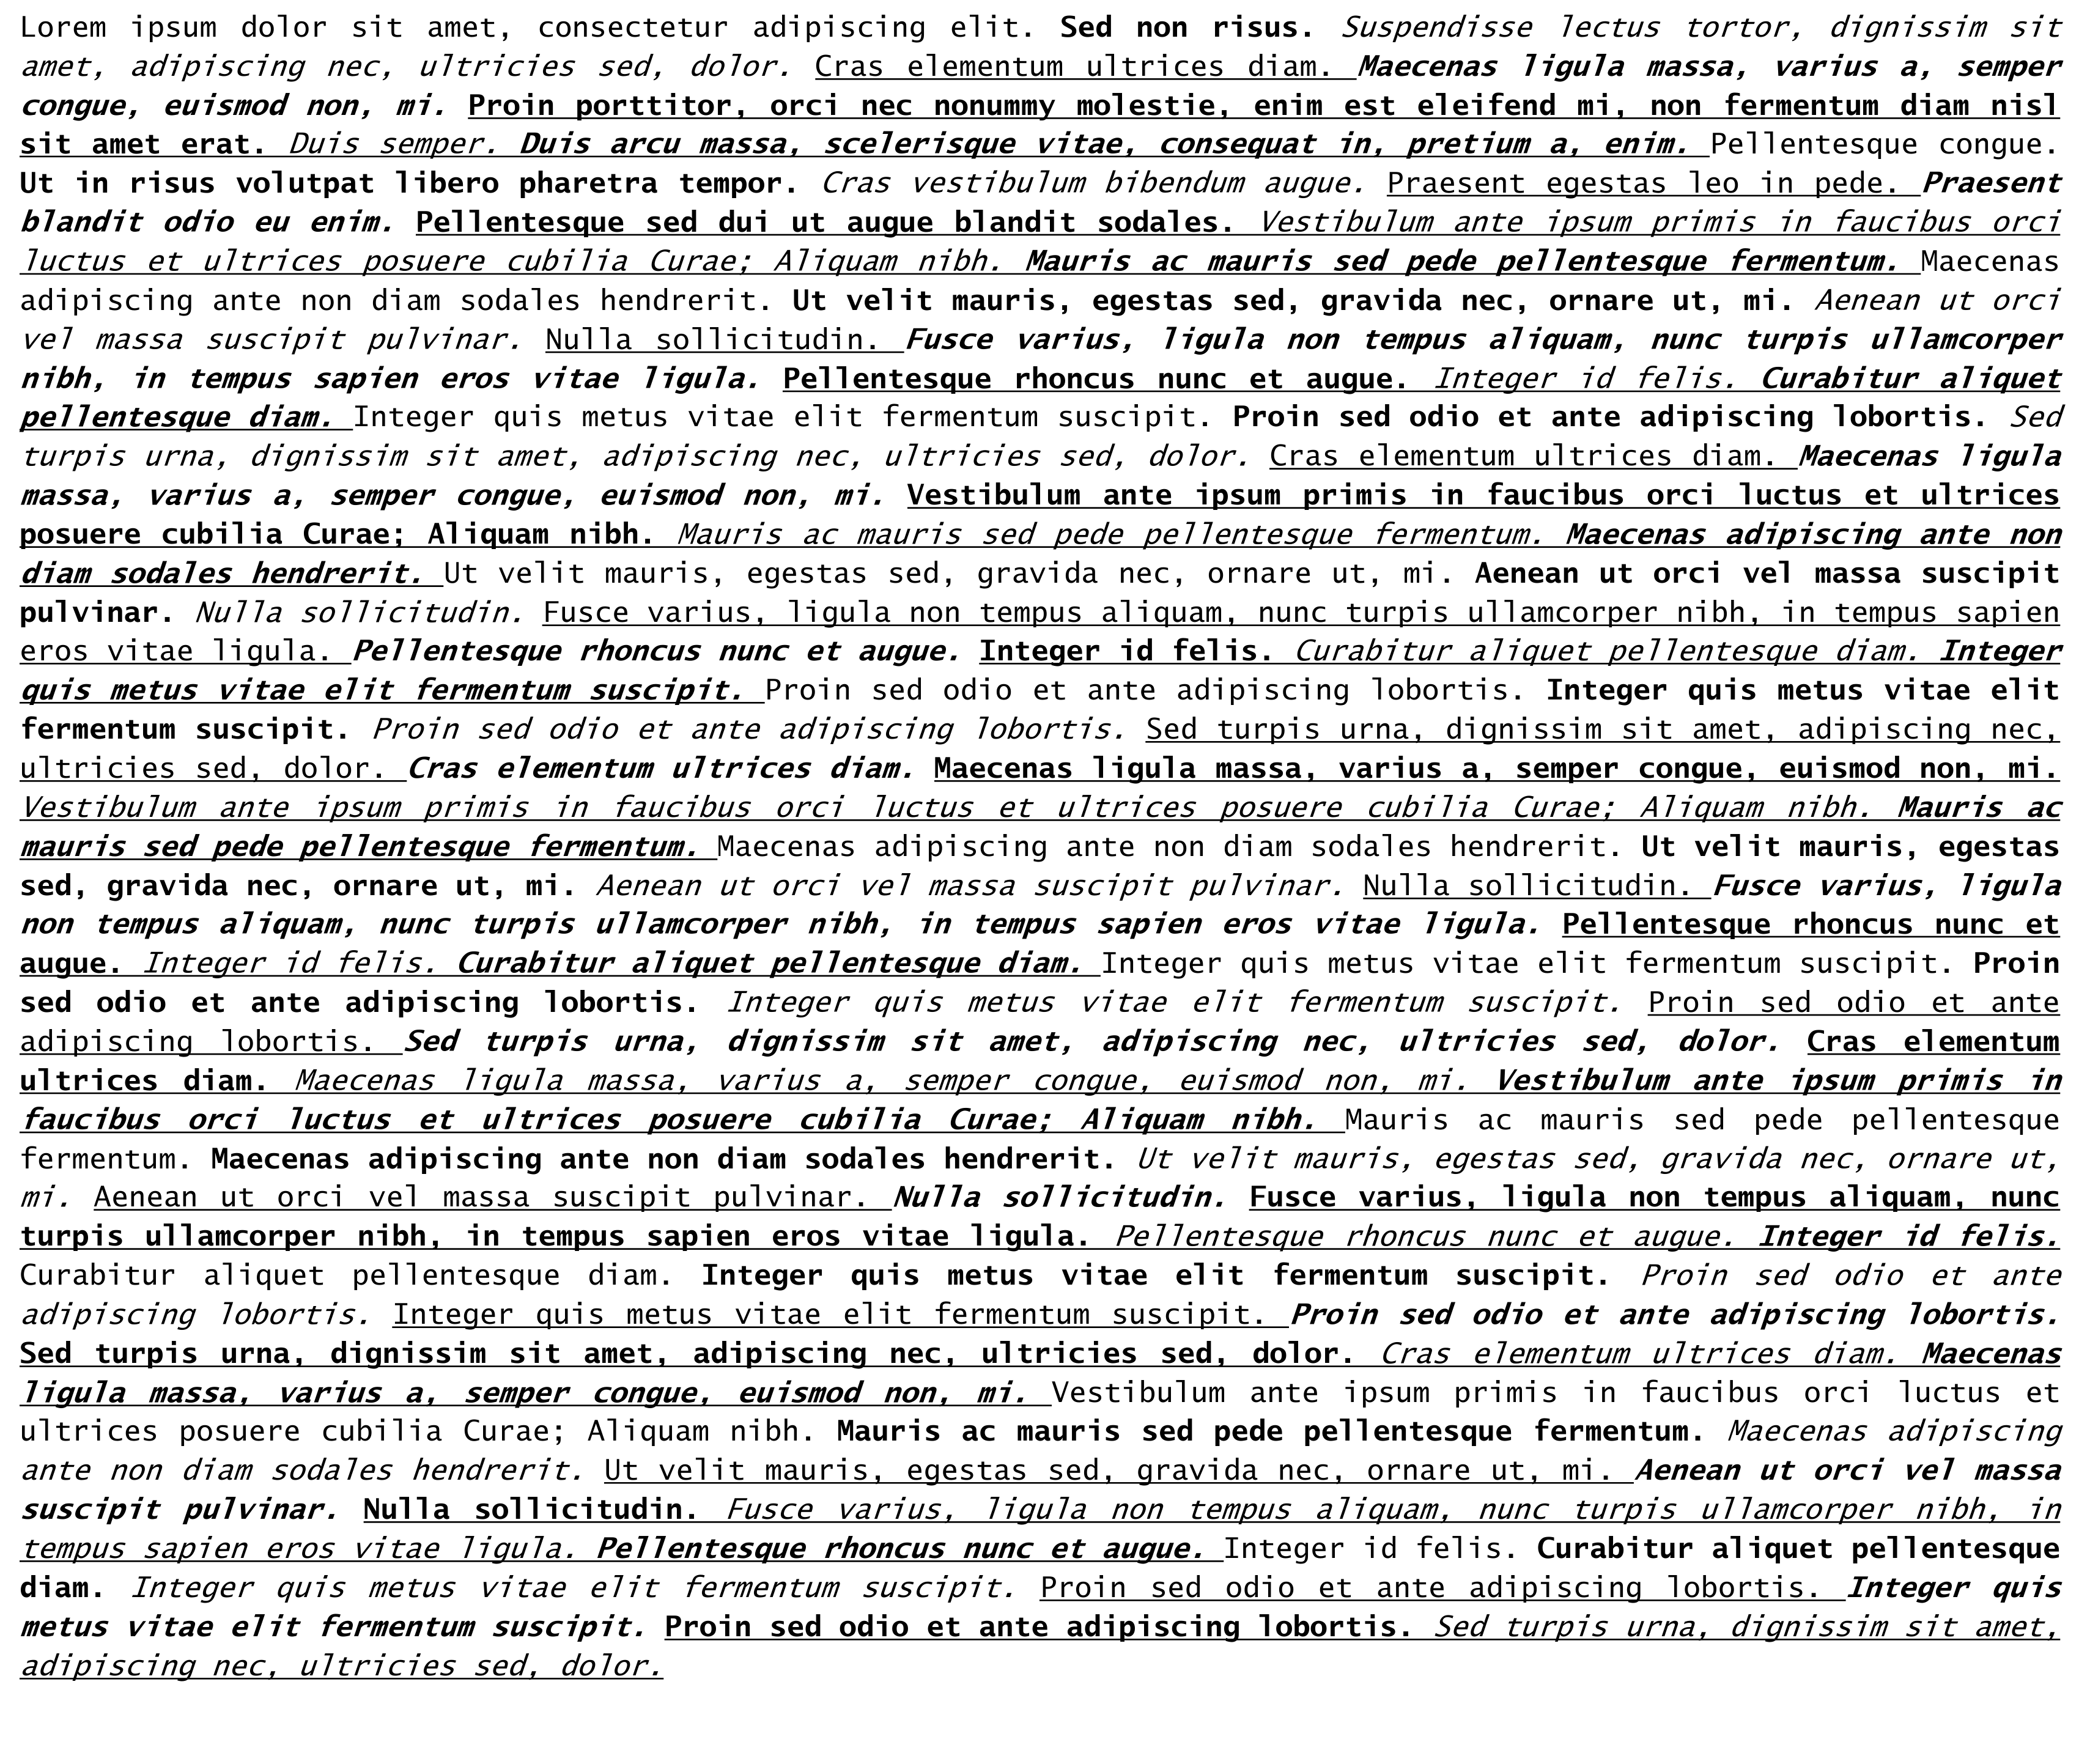 Lorem ipsum dolor sit amet, consectetur adipiscing elit. Sed non risus. Suspendisse lectus tortor, dignissim sit
amet, adipiscing nec, ultricies sed, dolor. Cras elementum ultrices diam. Maecenas ligula massa, varius a, semper
congue, euismod non, mi. Proin porttitor, orci nec nonummy molestie, enim est eleifend mi, non fermentum diam nisl
sit amet erat. Duis semper. Duis arcu massa, scelerisque vitae, consequat in, pretium a, enim. Pellentesque congue.
Ut in risus volutpat libero pharetra tempor. Cras vestibulum bibendum augue. Praesent egestas leo in pede. Praesent
blandit odio eu enim. Pellentesque sed dui ut augue blandit sodales. Vestibulum ante ipsum primis in faucibus orci
luctus et ultrices posuere cubilia Curae; Aliquam nibh. Mauris ac mauris sed pede pellentesque fermentum. Maecenas
adipiscing ante non diam sodales hendrerit. Ut velit mauris, egestas sed, gravida nec, ornare ut, mi. Aenean ut orci
vel massa suscipit pulvinar. Nulla sollicitudin. Fusce varius, ligula non tempus aliquam, nunc turpis ullamcorper
nibh, in tempus sapien eros vitae ligula. Pellentesque rhoncus nunc et augue. Integer id felis. Curabitur aliquet
pellentesque diam. Integer quis metus vitae elit fermentum suscipit. Proin sed odio et ante adipiscing lobortis. Sed
turpis urna, dignissim sit amet, adipiscing nec, ultricies sed, dolor. Cras elementum ultrices diam. Maecenas ligula
massa, varius a, semper congue, euismod non, mi. Vestibulum ante ipsum primis in faucibus orci luctus et ultrices
posuere cubilia Curae; Aliquam nibh. Mauris ac mauris sed pede pellentesque fermentum. Maecenas adipiscing ante non
diam sodales hendrerit. Ut velit mauris, egestas sed, gravida nec, ornare ut, mi. Aenean ut orci vel massa suscipit
pulvinar. Nulla sollicitudin. Fusce varius, ligula non tempus aliquam, nunc turpis ullamcorper nibh, in tempus sapien
eros vitae ligula. Pellentesque rhoncus nunc et augue. Integer id felis. Curabitur aliquet pellentesque diam. Integer
quis metus vitae elit fermentum suscipit. Proin sed odio et ante adipiscing lobortis. Integer quis metus vitae elit
fermentum suscipit. Proin sed odio et ante adipiscing lobortis. Sed turpis urna, dignissim sit amet, adipiscing nec,
ultricies sed, dolor. Cras elementum ultrices diam. Maecenas ligula massa, varius a, semper congue, euismod non, mi.
Vestibulum ante ipsum primis in faucibus orci luctus et ultrices posuere cubilia Curae; Aliquam nibh. Mauris ac
mauris sed pede pellentesque fermentum. Maecenas adipiscing ante non diam sodales hendrerit. Ut velit mauris, egestas
sed, gravida nec, ornare ut, mi. Aenean ut orci vel massa suscipit pulvinar. Nulla sollicitudin. Fusce varius, ligula
non tempus aliquam, nunc turpis ullamcorper nibh, in tempus sapien eros vitae ligula. Pellentesque rhoncus nunc et
augue. Integer id felis. Curabitur aliquet pellentesque diam. Integer quis metus vitae elit fermentum suscipit. Proin
sed odio et ante adipiscing lobortis. Integer quis metus vitae elit fermentum suscipit. Proin sed odio et ante
adipiscing lobortis. Sed turpis urna, dignissim sit amet, adipiscing nec, ultricies sed, dolor. Cras elementum
ultrices diam. Maecenas ligula massa, varius a, semper congue, euismod non, mi. Vestibulum ante ipsum primis in
faucibus orci luctus et ultrices posuere cubilia Curae; Aliquam nibh. Mauris ac mauris sed pede pellentesque
fermentum. Maecenas adipiscing ante non diam sodales hendrerit. Ut velit mauris, egestas sed, gravida nec, ornare ut,
mi. Aenean ut orci vel massa suscipit pulvinar. Nulla sollicitudin. Fusce varius, ligula non tempus aliquam, nunc
turpis ullamcorper nibh, in tempus sapien eros vitae ligula. Pellentesque rhoncus nunc et augue. Integer id felis.
Curabitur aliquet pellentesque diam. Integer quis metus vitae elit fermentum suscipit. Proin sed odio et ante
adipiscing lobortis. Integer quis metus vitae elit fermentum suscipit. Proin sed odio et ante adipiscing lobortis.
Sed turpis urna, dignissim sit amet, adipiscing nec, ultricies sed, dolor. Cras elementum ultrices diam. Maecenas
ligula massa, varius a, semper congue, euismod non, mi. Vestibulum ante ipsum primis in faucibus orci luctus et
ultrices posuere cubilia Curae; Aliquam nibh. Mauris ac mauris sed pede pellentesque fermentum. Maecenas adipiscing
ante non diam sodales hendrerit. Ut velit mauris, egestas sed, gravida nec, ornare ut, mi. Aenean ut orci vel massa
suscipit pulvinar. Nulla sollicitudin. Fusce varius, ligula non tempus aliquam, nunc turpis ullamcorper nibh, in
tempus sapien eros vitae ligula. Pellentesque rhoncus nunc et augue. Integer id felis. Curabitur aliquet pellentesque
diam. Integer quis metus vitae elit fermentum suscipit. Proin sed odio et ante adipiscing lobortis. Integer quis
metus vitae elit fermentum suscipit. Proin sed odio et ante adipiscing lobortis. Sed turpis urna, dignissim sit amet,
adipiscing nec, ultricies sed, dolor.